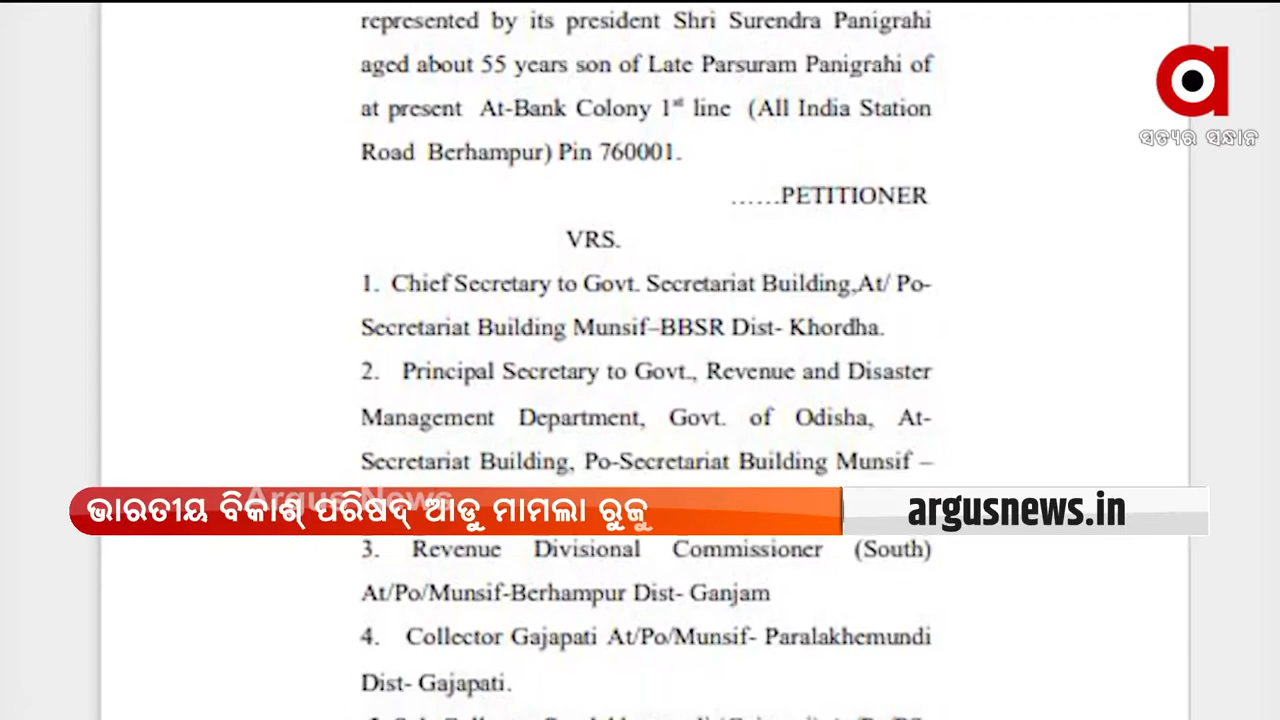 represented by its president Shri Surendra Panigrahi
aged about 55 years son of Late Parsuram Panigrahi of
at present At-Bank Colony 1st line (All India Station
Road Berhampur) Pin 760001.
......PETITIONER
VRS.
1. Chief Secretary to Govt. Secretariat Building,At/ Po-
Secretariat Building Munsif–BBSR Dist- Khordha.
2. Principal Secretary to Govt., Revenue and Disaster
Management Department, Govt. of Odisha, At-
Secretariat Building, Po-Secretariat Building Munsif –
Argus News
ଭାରତୀୟ ବିକାଶ୍ ପରିଷଦ୍ ଆଡୁ ମାମଲା ରୁଜୁ
argusnews.in
3. Revenue Divisional Commissioner (South)
At/Po/Munsif-Berhampur Dist- Ganjam
4. Collector Gajapati At/Po/Munsif- Paralakhemundi
Dist- Gajapati.
a
ସତ୍ୟର ସନ୍ଧାନ